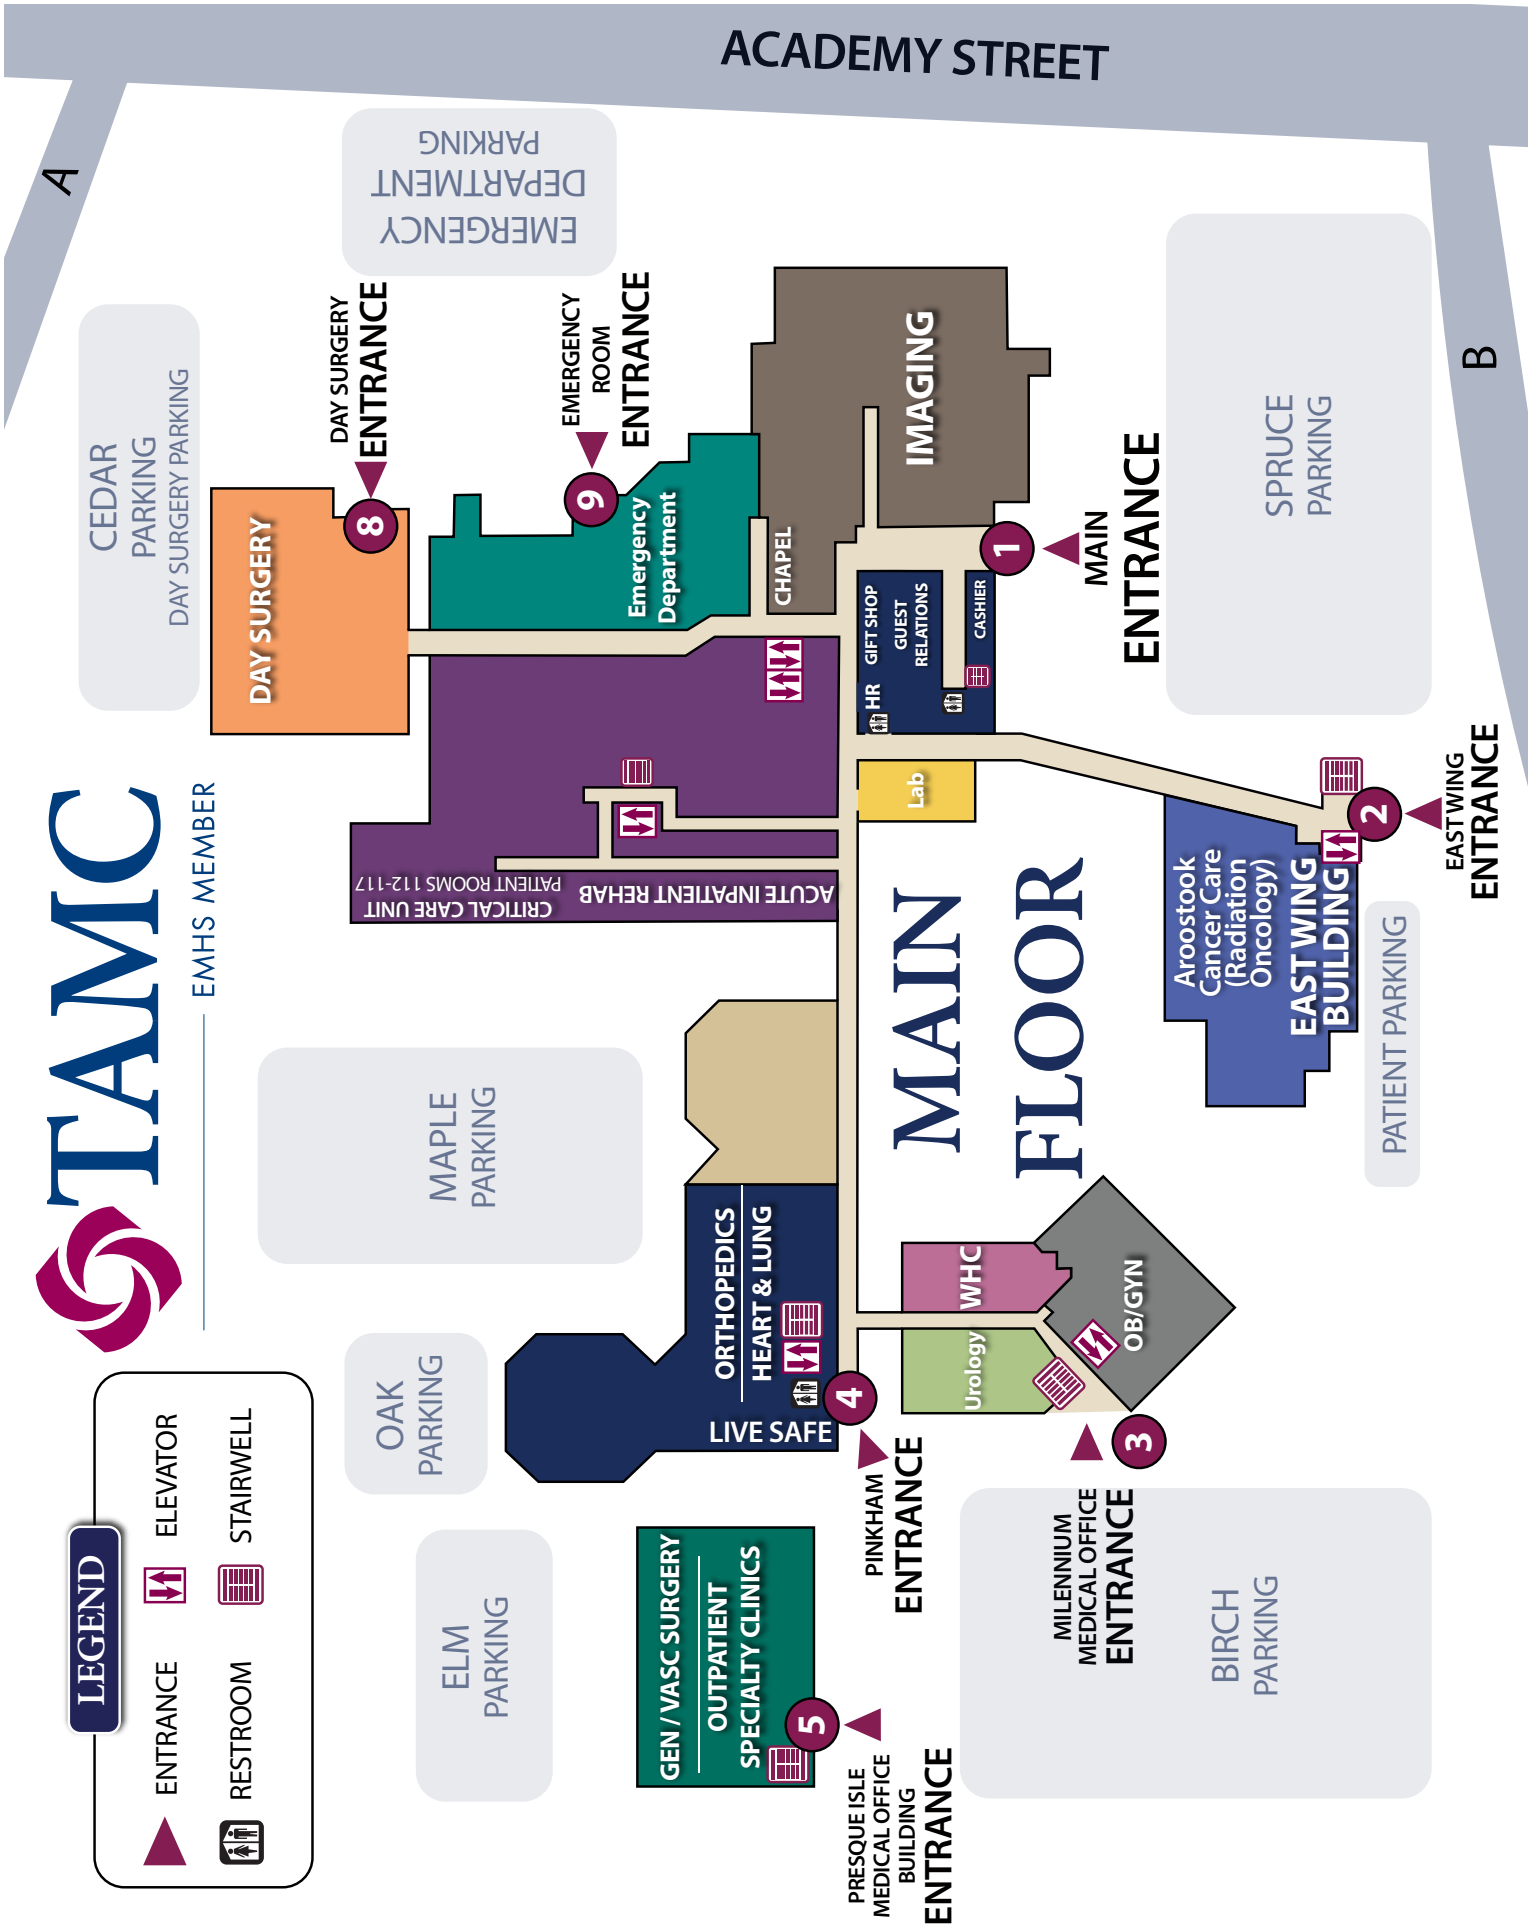 ACADEMY STREET
A
B
EMERGENCY
DEPARTMENT
PARKING
CEDAR
PARKING
DAY SURGERY PARKING
DAY SURGERY
ENTRANCE
EMERGENCY
ROOM
ENTRANCE
8
9
DAY SURGERY
Emergency
Department
IMAGING
CHAPEL
1
MAIN
ENTRANCE
SPRUCE
PARKING
GIFT SHOP
GUEST
RELATIONS
CASHIER
HR
Lab
2
EAST WING
ENTRANCE
Aroostook
Cancer Care
(Radiation
Oncology)
EAST WING
BUILDING
PATIENT PARKING
CRITICAL CARE UNIT
PATIENT ROOMS 112-117
ACUTE INPATIENT REHAB
TAMC
EMHS MEMBER
MAIN
FLOOR
MAPLE
PARKING
ORTHOPEDICS
HEART & LUNG
LIVE SAFE
4
PINKHAM
ENTRANCE
WHC
Urology
OB/GYN
3
MILENNIUM
MEDICAL OFFICE
ENTRANCE
OAK
PARKING
ELM
PARKING
GEN / VASC SURGERY
OUTPATIENT
SPECIALTY CLINICS
5
PRESQUE ISLE
MEDICAL OFFICE
BUILDING
ENTRANCE
BIRCH
PARKING
LEGEND
ENTRANCE
ELEVATOR
RESTROOM
STAIRWELL